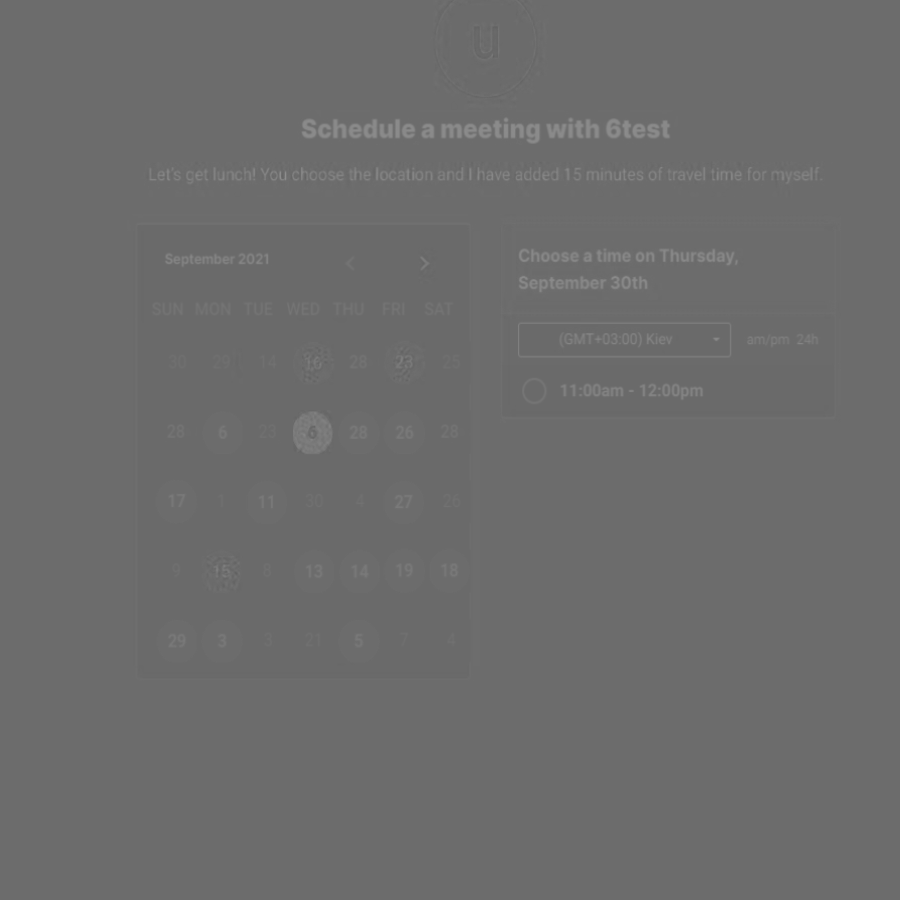 u
Schedule a meeting with 6test
Let's get lunch! You choose the location and I have added 15 minutes of travel time for myself.
September 2021
SUN MON TUE WED THU FRI SAT
30 29 14 16 28 23 25
28 6 23 6 28 26 28
17 1 11 30 4 27 26
9 15 8 13 14 19 18
29 3 3 21 5 7 4
Choose a time on Thursday,
September 30th
(GMT+03:00) Kiev am/pm 24h
11:00am - 12:00pm